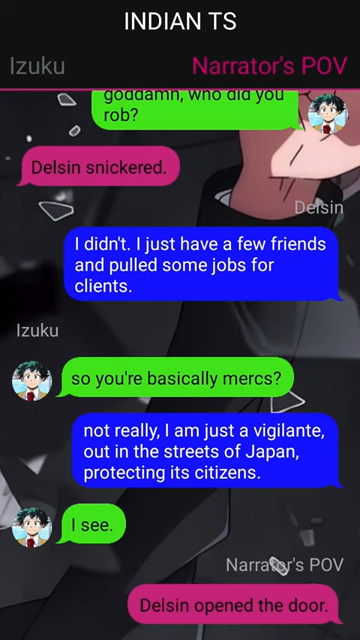 INDIAN TS
Izuku
Narrator's POV
goddamn, who did you
rob?
Delsin snickered.
Delsin
I didn't. I just have a few friends
and pulled some jobs for
clients.
Izuku
so you're basically mercs?
not really, I am just a vigilante,
out in the streets of Japan,
protecting its citizens.
I see.
Narrator's POV
Delsin opened the door.